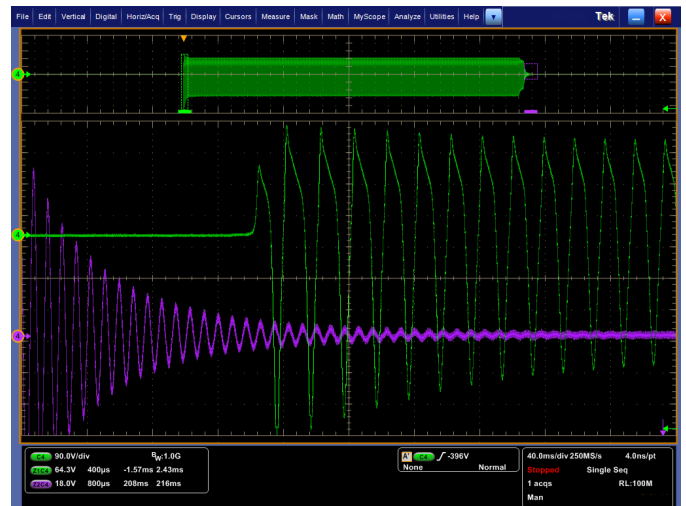 File Edit Vertical Digital Horiz/Acq Trig Display Cursors Measure Mask Math MyScope Analyze Utilities Help Tek X
4
4
4
C4 90.0V/div BW:1.0G
Z1C4 64.3V 400µs -1.57ms 2.43ms
Z2C4 18.0V 800µs 208ms 216ms
A' C4 -396V
None Normal
40.0ms/div 250MS/s 4.0ns/pt
Stopped Single Seq
1 acqs RL:100M
Man